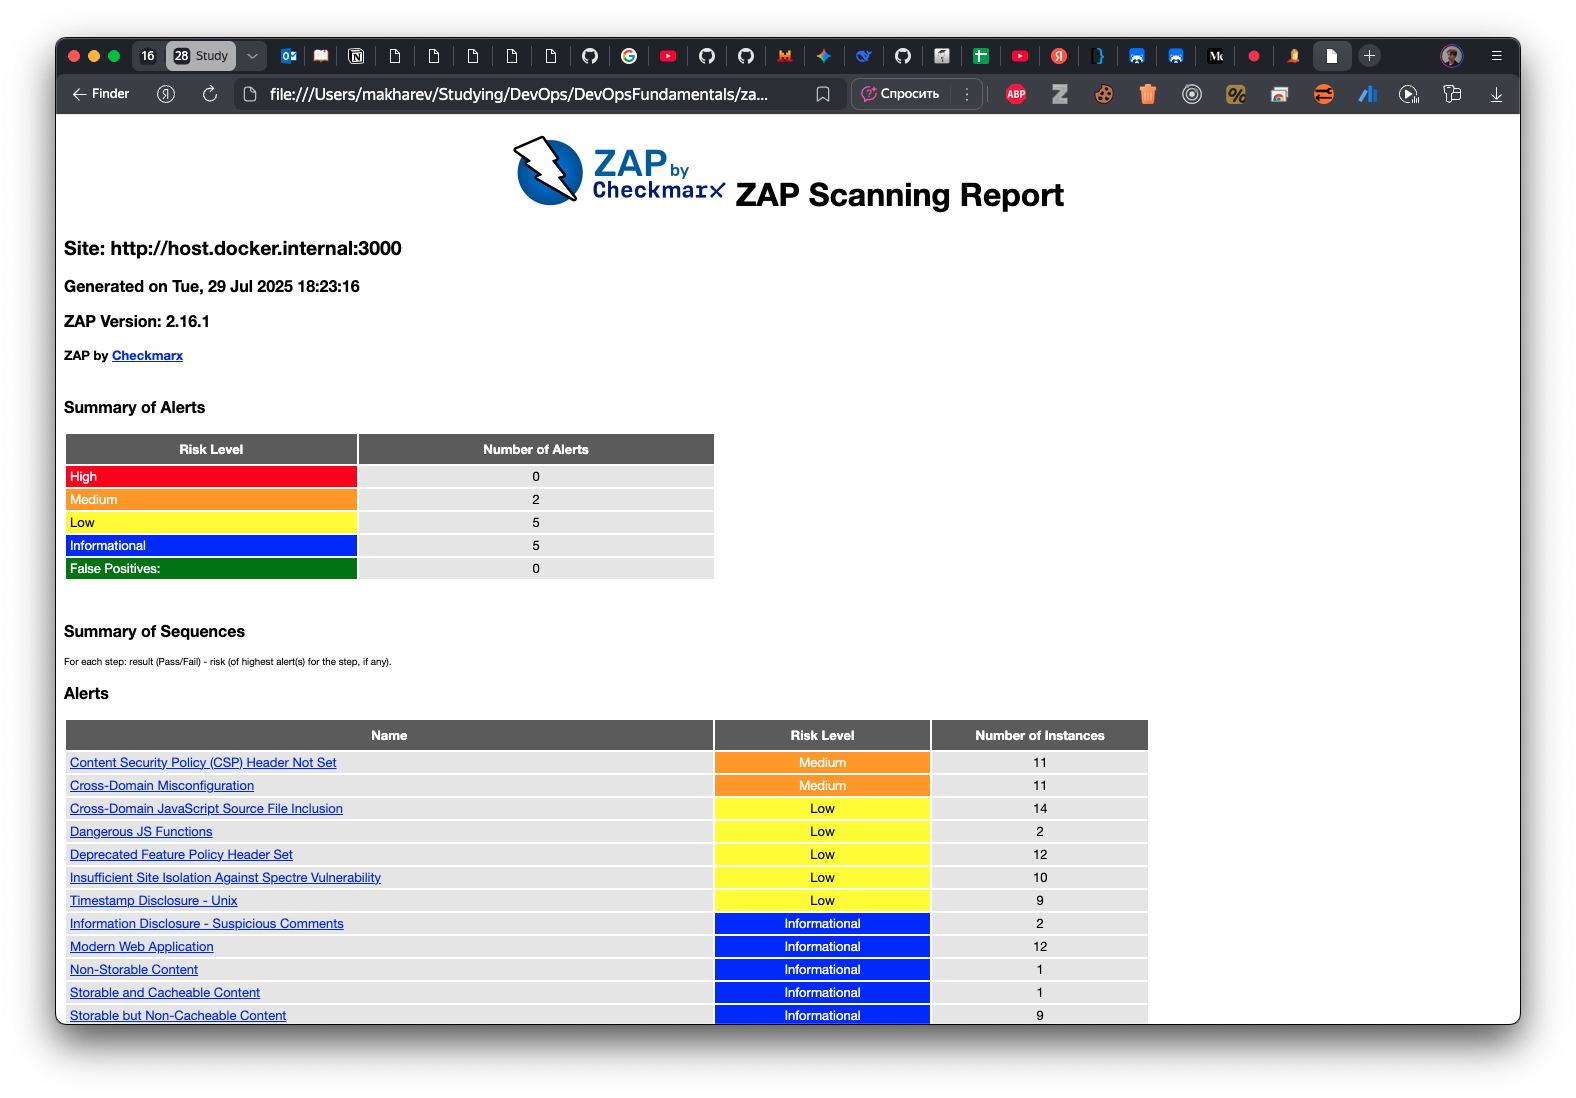 16 28 Study
Finder file:///Users/makharev/Studying/DevOps/DevOpsFundamentals/za... Спросить ABP
ZAP by Checkmarx ZAP Scanning Report
Site: http://host.docker.internal:3000
Generated on Tue, 29 Jul 2025 18:23:16
ZAP Version: 2.16.1
ZAP by Checkmarx
Summary of Alerts
Risk Level Number of Alerts
High 0
Medium 2
Low 5
Informational 5
False Positives: 0
Summary of Sequences
For each step: result (Pass/Fail) - risk (of highest alert(s) for the step, if any).
Alerts
Name Risk Level Number of Instances
Content Security Policy (CSP) Header Not Set Medium 11
Cross-Domain Misconfiguration Medium 11
Cross-Domain JavaScript Source File Inclusion Low 14
Dangerous JS Functions Low 2
Deprecated Feature Policy Header Set Low 12
Insufficient Site Isolation Against Spectre Vulnerability Low 10
Timestamp Disclosure - Unix Low 9
Information Disclosure - Suspicious Comments Informational 2
Modern Web Application Informational 12
Non-Storable Content Informational 1
Storable and Cacheable Content Informational 1
Storable but Non-Cacheable Content Informational 9